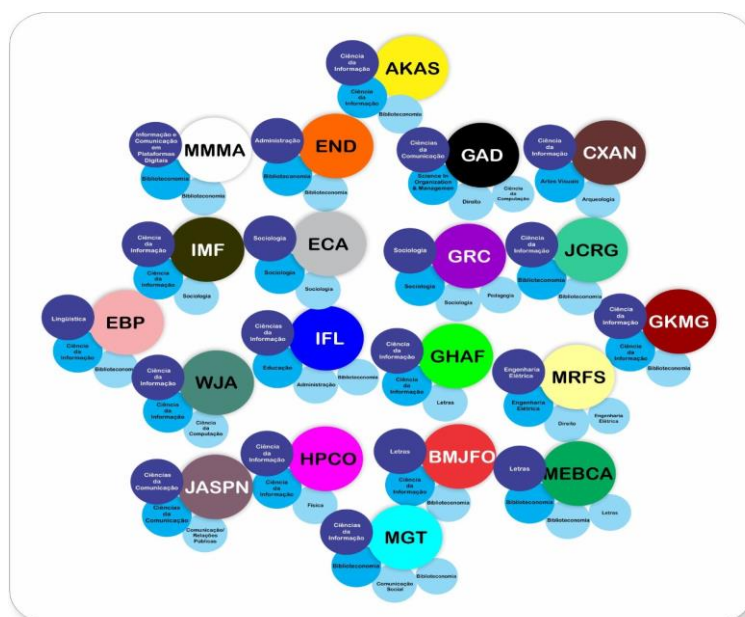 Ciência
da
Informação
AKAS
Ciência
da
Informação
Biblioteconomia
Informação e
Comunicação
em
Plataformas
Digitais
MMMA
Biblioteconomia
Biblioteconomia
Administração
END
Biblioteconomia
Biblioteconomia
Ciências da
Comunicação
GAD
Science in
Organization
& Managemen
Direito
Ciência da
Computação
Ciência
da
Informação
CXAN
Artes Visuais
Arqueologia
Ciência
da
Informação
IMF
Ciência
da
Informação
Sociologia
Sociologia
ECA
Sociologia
Sociologia
Sociologia
GRC
Sociologia
Sociologia
Pedagogia
Ciência
da
Informação
JCRG
Biblioteconomia
Biblioteconomia
Lingüística
EBP
Ciência
da
Informação
Biblioteconomia
Ciência
da
Informação
WJA
Ciência
da
Informação
Ciência
da
Computação
Ciências
da
Informação
IFL
Educação
Administração
Biblioteconomia
Ciência
da
Informação
GHAF
Ciência
da
Informação
Letras
Engenharia
Elétrica
MRFS
Engenharia
Elétrica
Direito
Engenharia
Elétrica
Ciência
da
Informação
GKMG
Ciência
da
Informação
Biblioteconomia
Ciências da
Comunicação
JASPN
Ciências
da
Comunicação
Comunicação/
Relações
Públicas
Ciência
da
Informação
HPCO
Ciência
da
Informação
Física
Letras
BMJFO
Ciência
da
Informação
Biblioteconomia
Letras
MEBCA
Biblioteconomia
Biblioteconomia
Letras
Ciências
da
Informação
MGT
Biblioteconomia
Comunicação
Social
Biblioteconomia